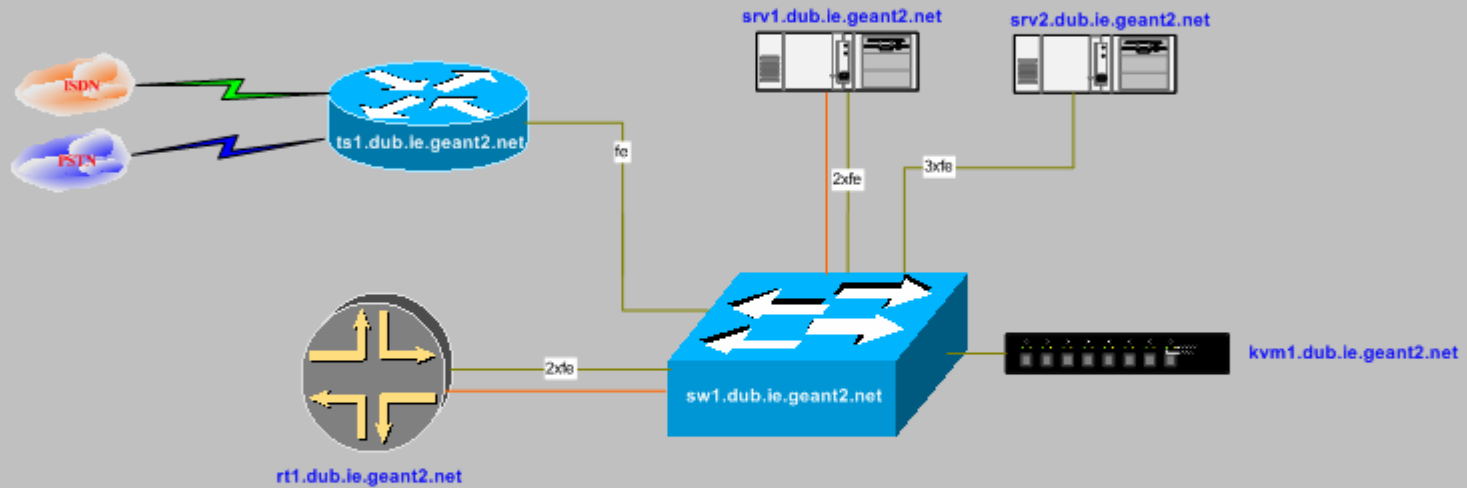 srv1.dub.ie.geant2.net
srv2.dub.ie.geant2.net
ISDN
ts1.dub.ie.geant2.net
PSTN
fe
2xfe
3xfe
kvm1.dub.ie.geant2.net
2xfe
sw1.dub.ie.geant2.net
rt1.dub.ie.geant2.net